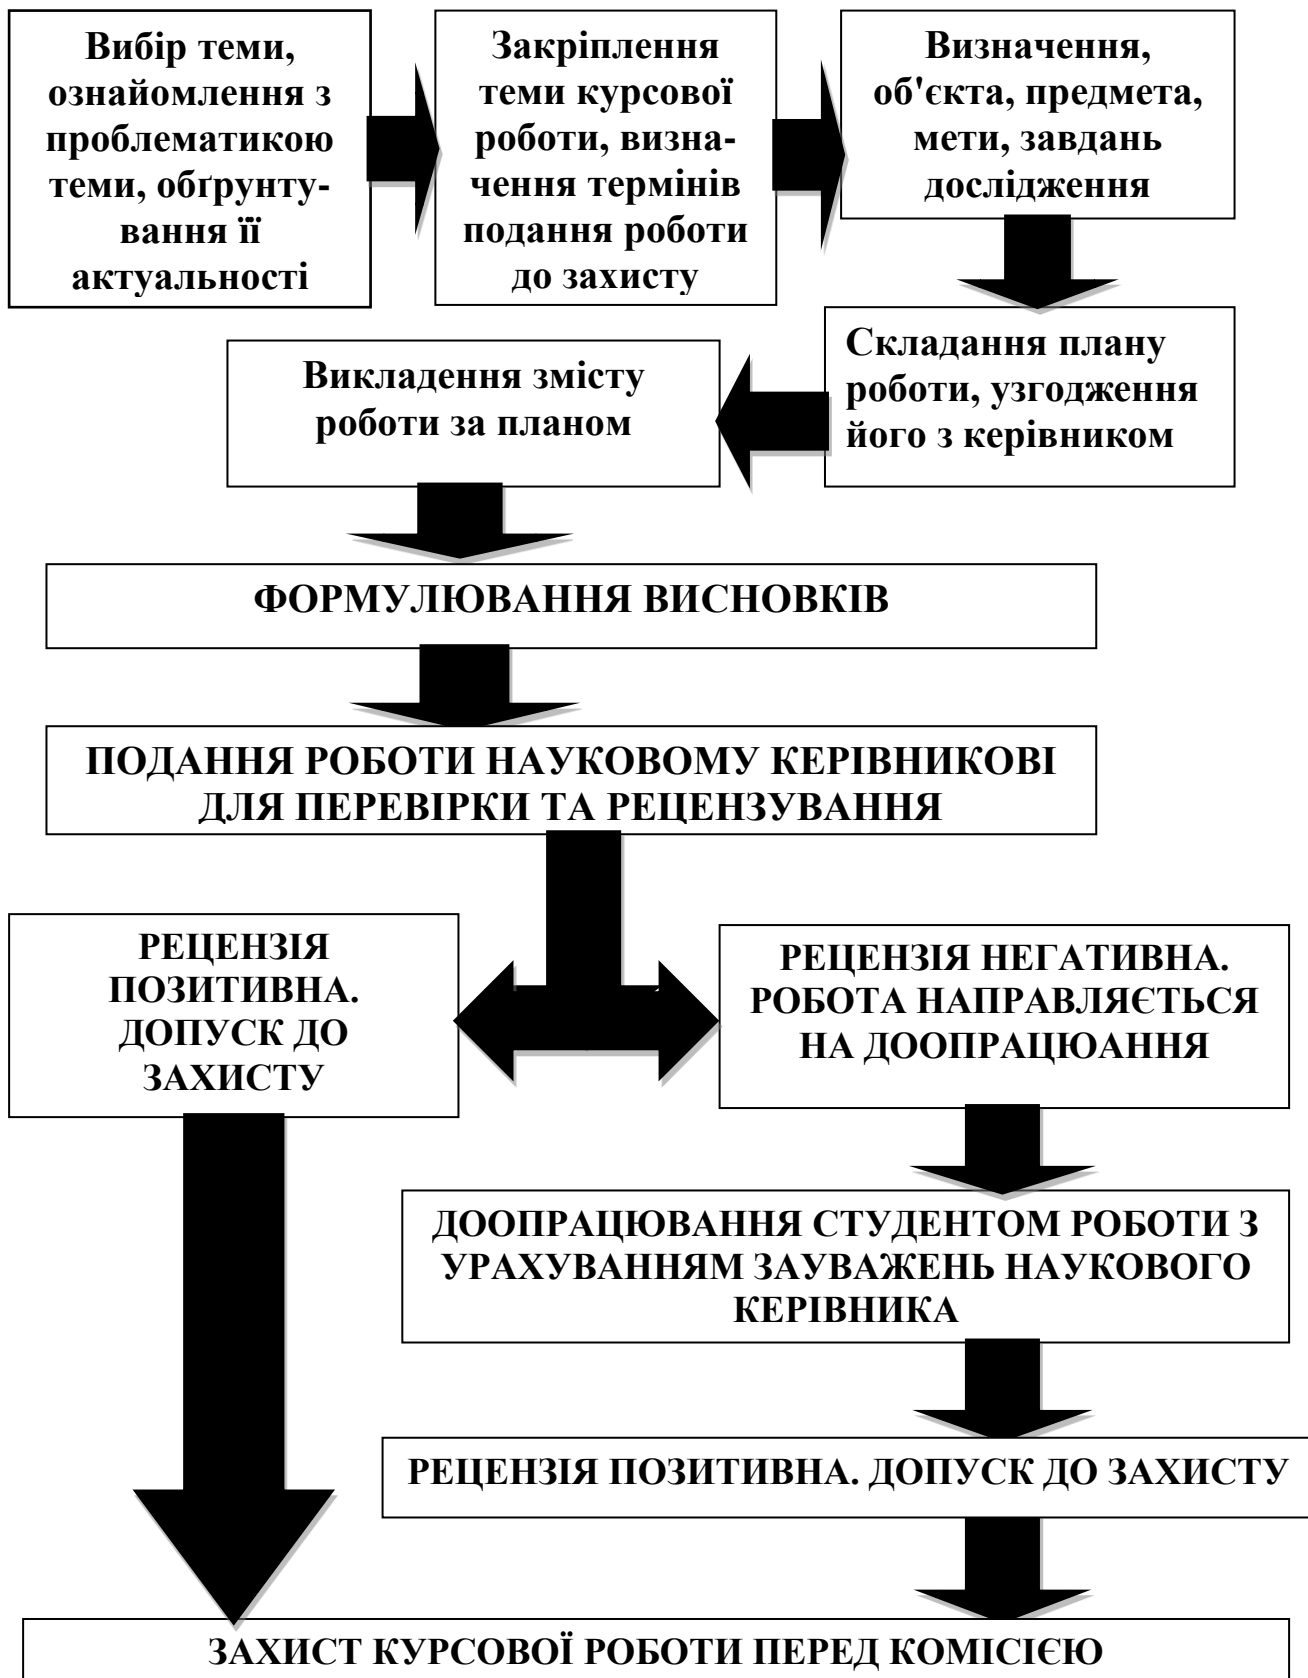 Вибір теми,
ознайомлення з
проблематикою
теми, обґрунту-
вання її
актуальності
Закріплення
теми курсової
роботи, визна-
чення термінів
подання роботи
до захисту
Визначення,
об'єкта, предмета,
мети, завдань
дослідження
Складання плану
роботи, узгодження
його з керівником
Викладення змісту
роботи за планом
ФОРМУЛЮВАННЯ ВИСНОВКІВ
ПОДАННЯ РОБОТИ НАУКОВОМУ КЕРІВНИКОВІ
ДЛЯ ПЕРЕВІРКИ ТА РЕЦЕНЗУВАННЯ
РЕЦЕНЗІЯ
ПОЗИТИВНА.
ДОПУСК ДО
ЗАХИСТУ
РЕЦЕНЗІЯ НЕГАТИВНА.
РОБОТА НАПРАВЛЯЄТЬСЯ
НА ДООПРАЦЮАННЯ
ДООПРАЦЮВАННЯ СТУДЕНТОМ РОБОТИ З
УРАХУВАННЯМ ЗАУВАЖЕНЬ НАУКОВОГО
КЕРІВНИКА
РЕЦЕНЗІЯ ПОЗИТИВНА. ДОПУСК ДО ЗАХИСТУ
ЗАХИСТ КУРСОВОЇ РОБОТИ ПЕРЕД КОМІСІЄЮ